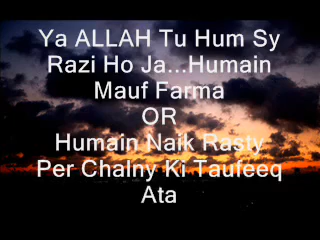 Ya ALLAH Tu Hum Sy
Razi Ho Ja...Humain
Mauf Farma
OR
Humain Naik Rasty
Per Chalny Ki Taufeeq
Ata